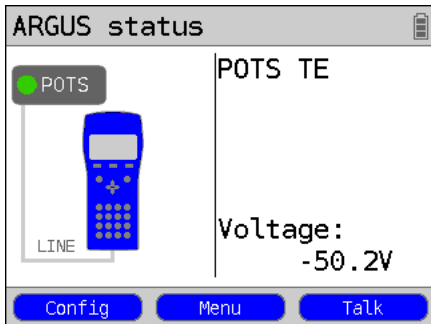 ARGUS status
POTS
POTS TE
LINE
Voltage:
-50.2V
Config
Menu
Talk